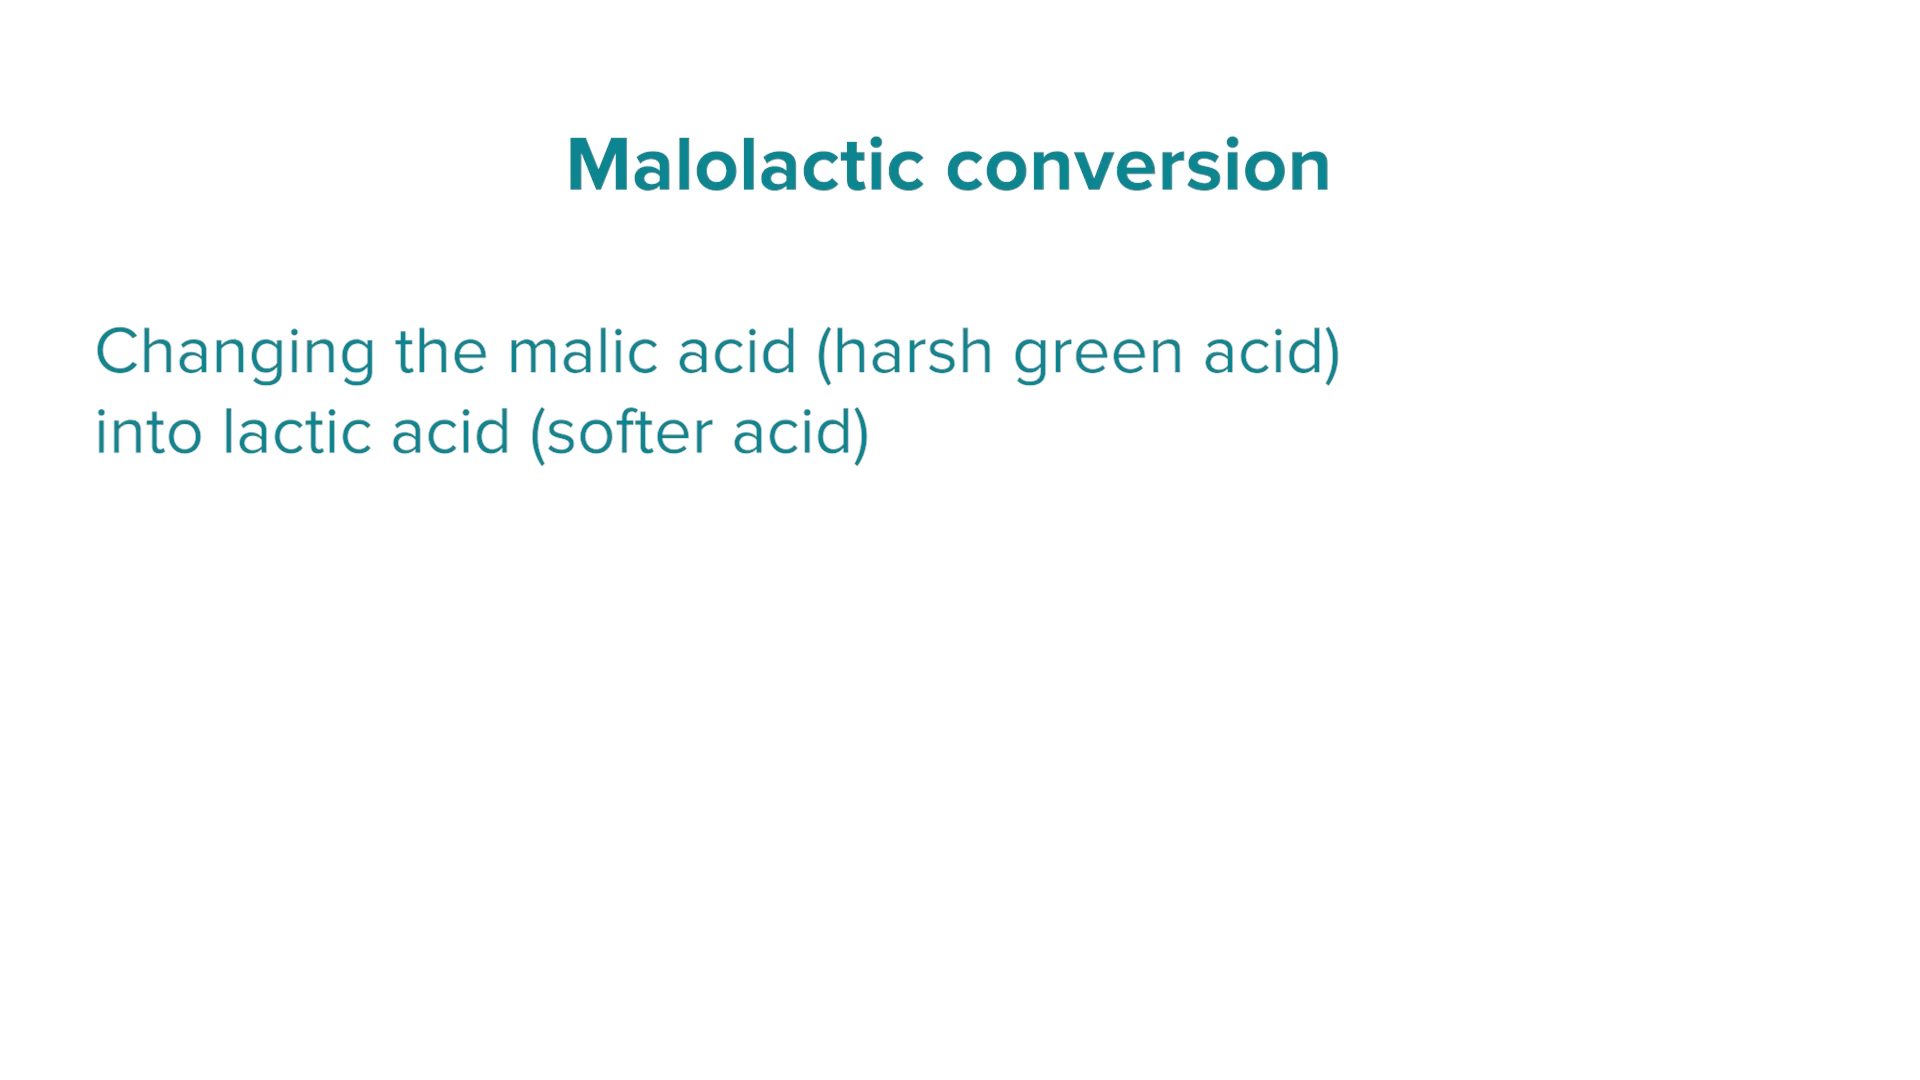 Malolactic conversion
Changing the malic acid (harsh green acid)
into lactic acid (softer acid)